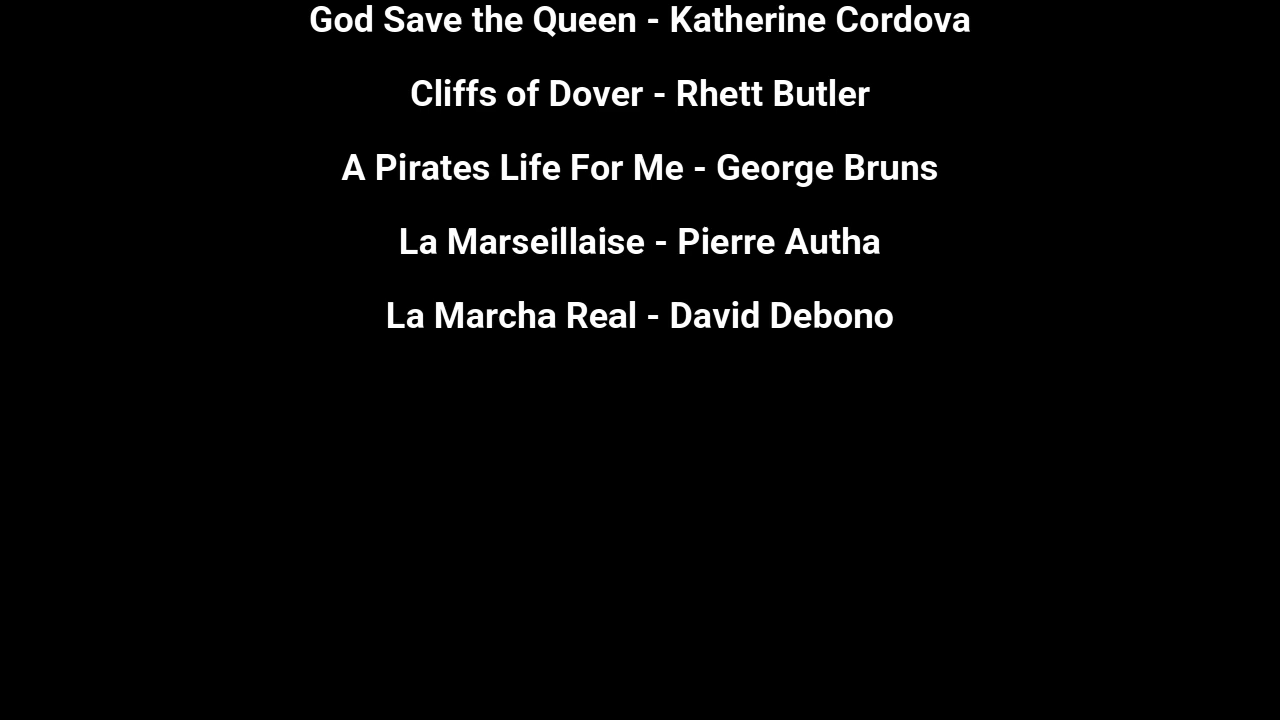 God Save the Queen - Katherine Cordova
Cliffs of Dover - Rhett Butler
A Pirates Life For Me - George Bruns
La Marseillaise - Pierre Autha
La Marcha Real - David Debono